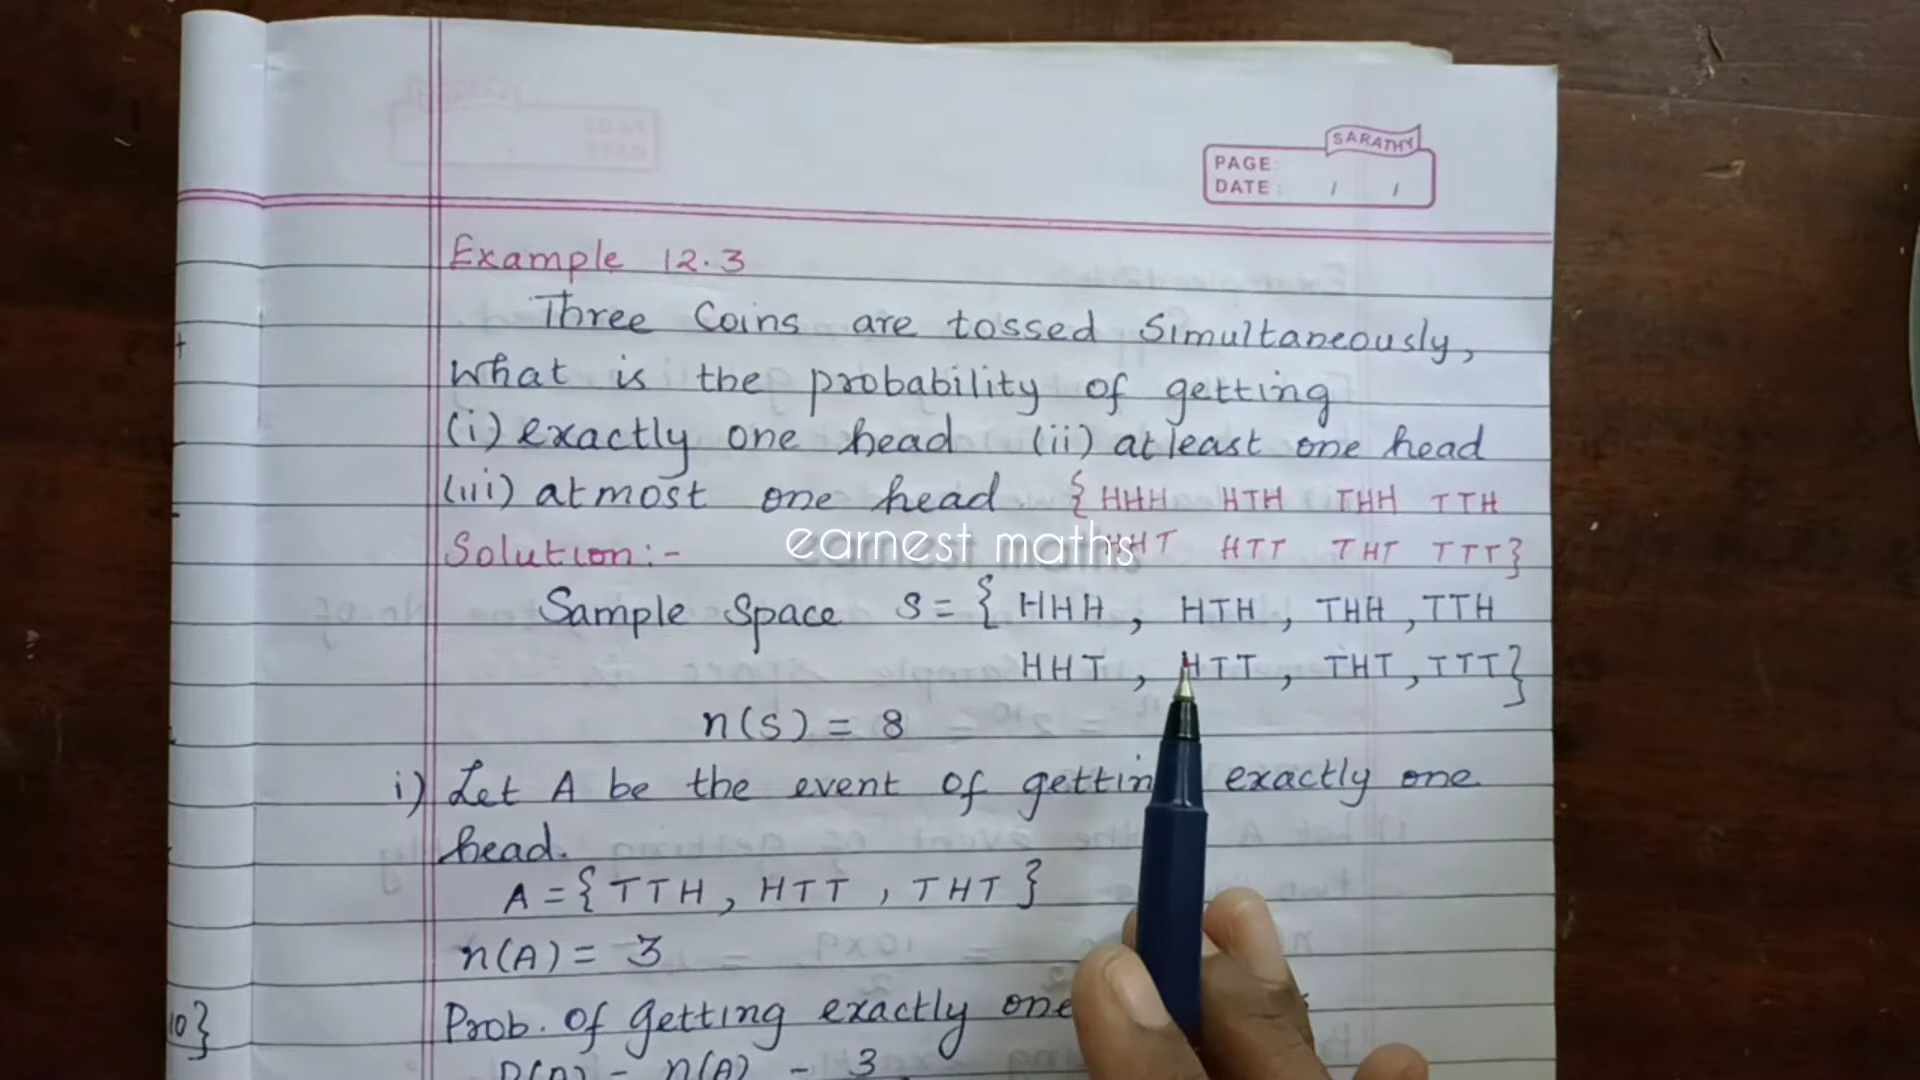 SARATHY
PAGE:
DATE: / /
Example 12.3
Three Coins are tossed Simultaneously,
What is the probability of getting
(i) exactly one head (ii) atleast one head
(iii) atmost one head {HHH HTH THH TTH
Solution:- HHT HTT THT TTT}
earnest maths
Sample Space S = { HHH, HTH, THH, TTH
HHT, HTT, THT, TTT}
n(S) = 8
i) Let A be the event of getting exactly one
head.
A = {TTH, HTT, THT}
n(A) = 3
10}
Prob. of getting exactly one
n(A) - 3